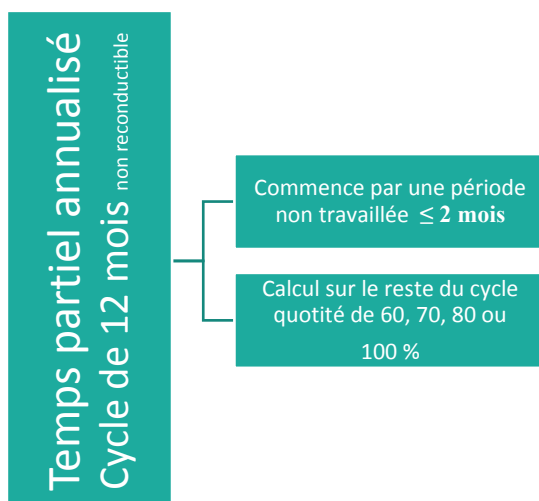 Temps partiel annualisé
Cycle de 12 mois non reconductible
Commence par une période
non travaillée ≤ 2 mois
Calcul sur le reste du cycle
quotité de 60, 70, 80 ou
100 %